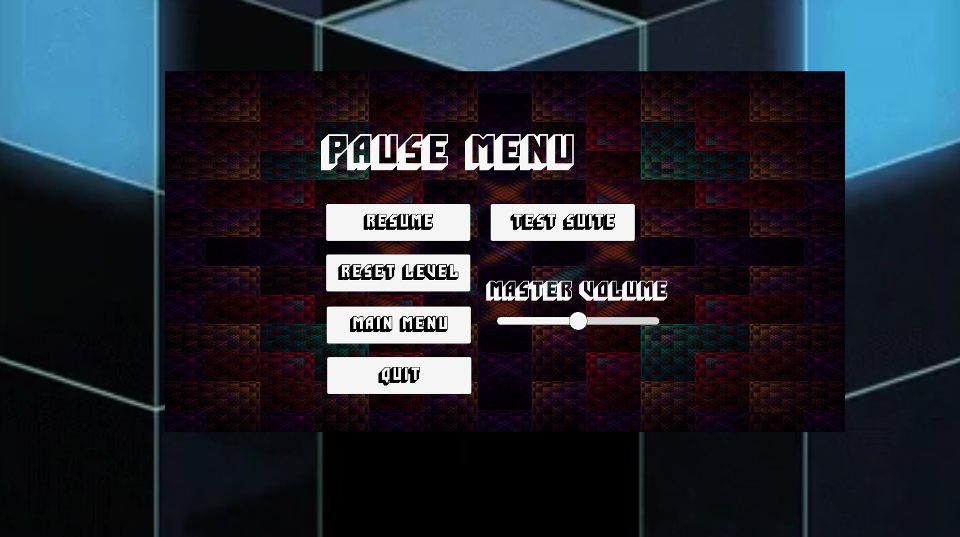 PAUSE MENU
RESUME
TEST SUITE
RESET LEVEL
MASTER VOLUME
MAIN MENU
QUIT